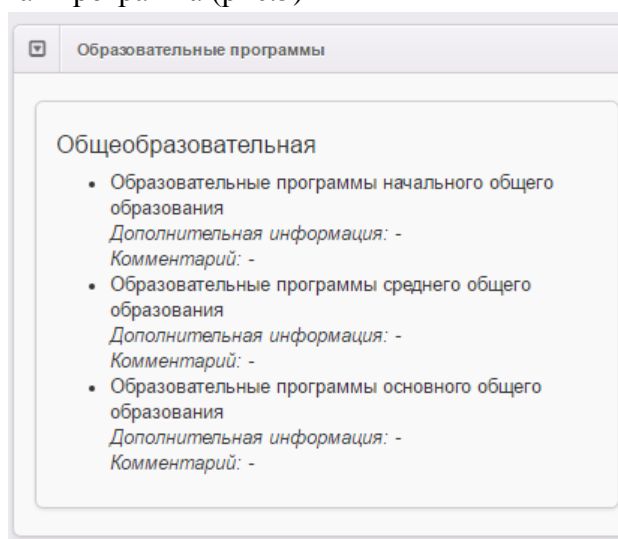 Образовательные программы
Общеобразовательная
• Образовательные программы начального общего
образования
Дополнительная информация: -
Комментарий: -
• Образовательные программы среднего общего
образования
Дополнительная информация: -
Комментарий: -
• Образовательные программы основного общего
образования
Дополнительная информация: -
Комментарий: -